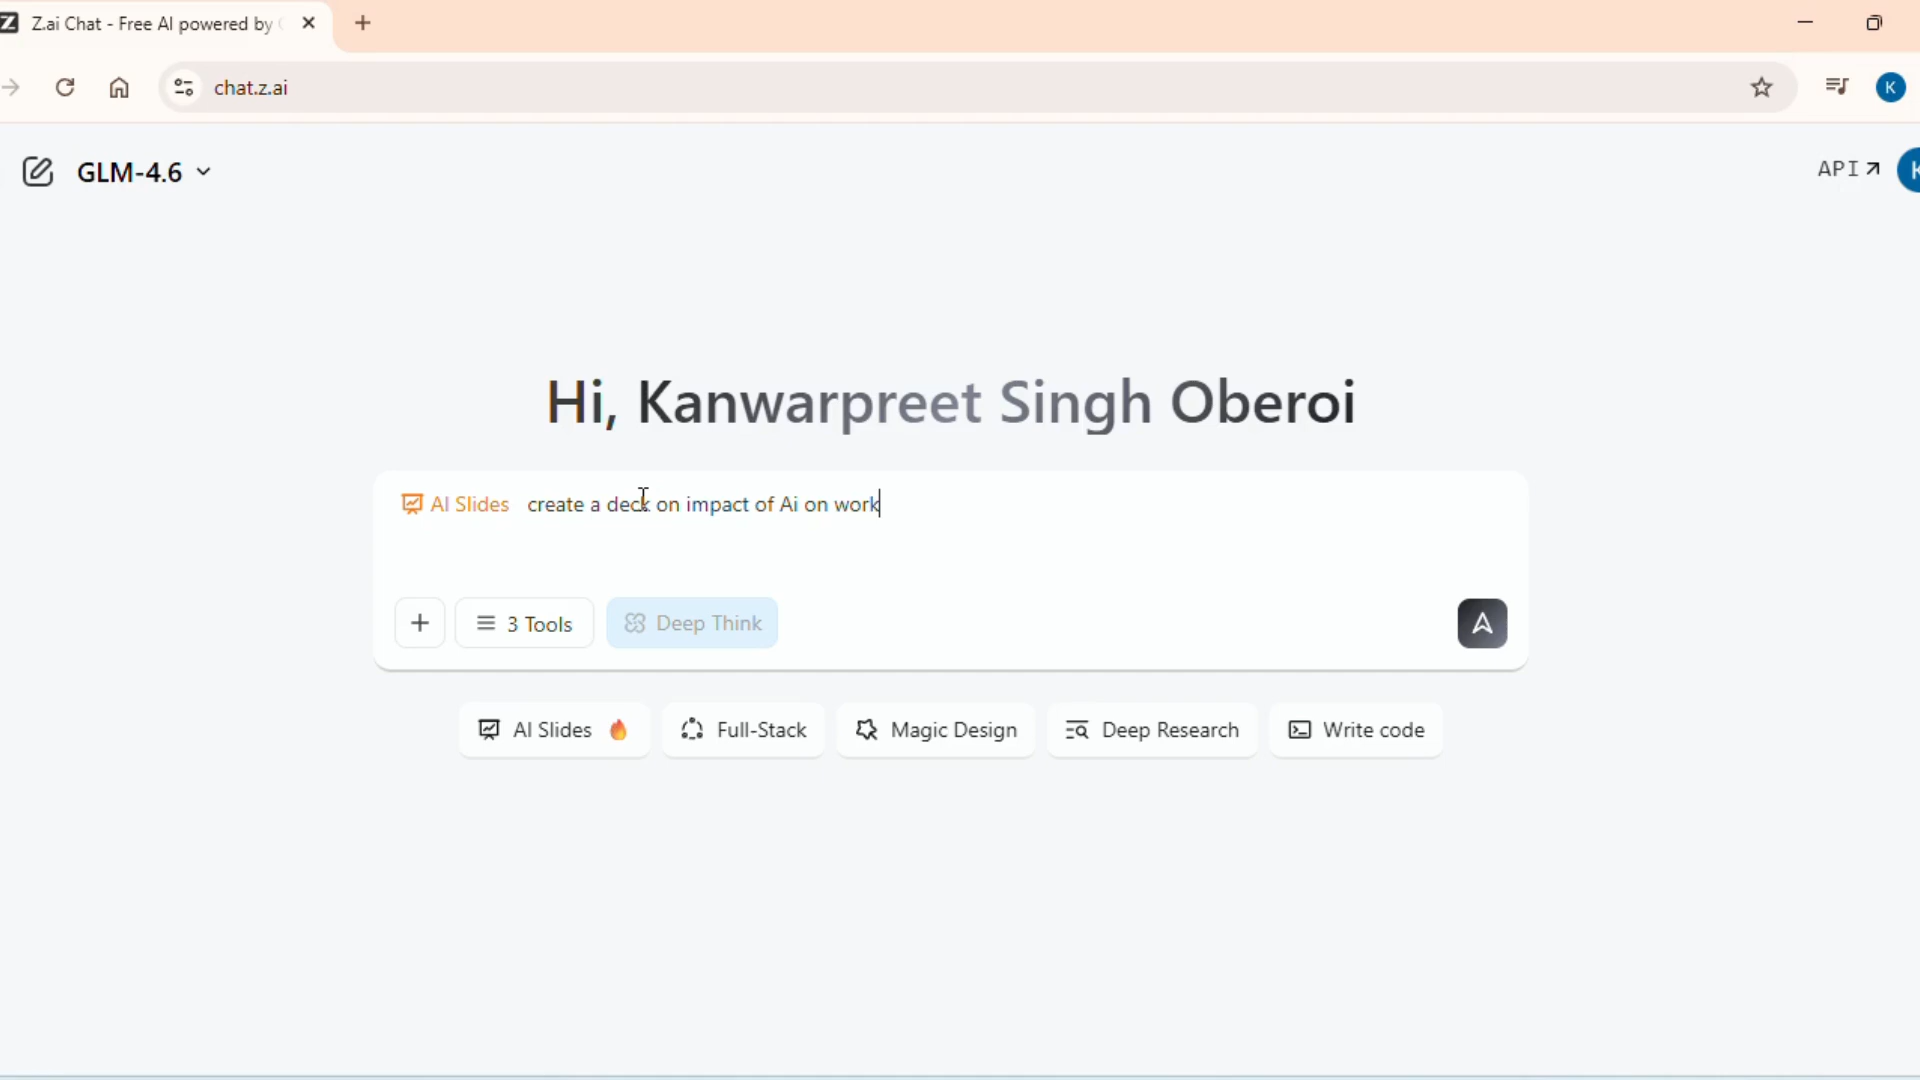 Z Z.ai Chat - Free AI powered by
chat.z.ai
K
GLM-4.6
API
K
Hi, Kanwarpreet Singh Oberoi
AI Slides create a deck on impact of Ai on work
3 Tools
Deep Think
AI Slides
Full-Stack
Magic Design
Deep Research
Write code